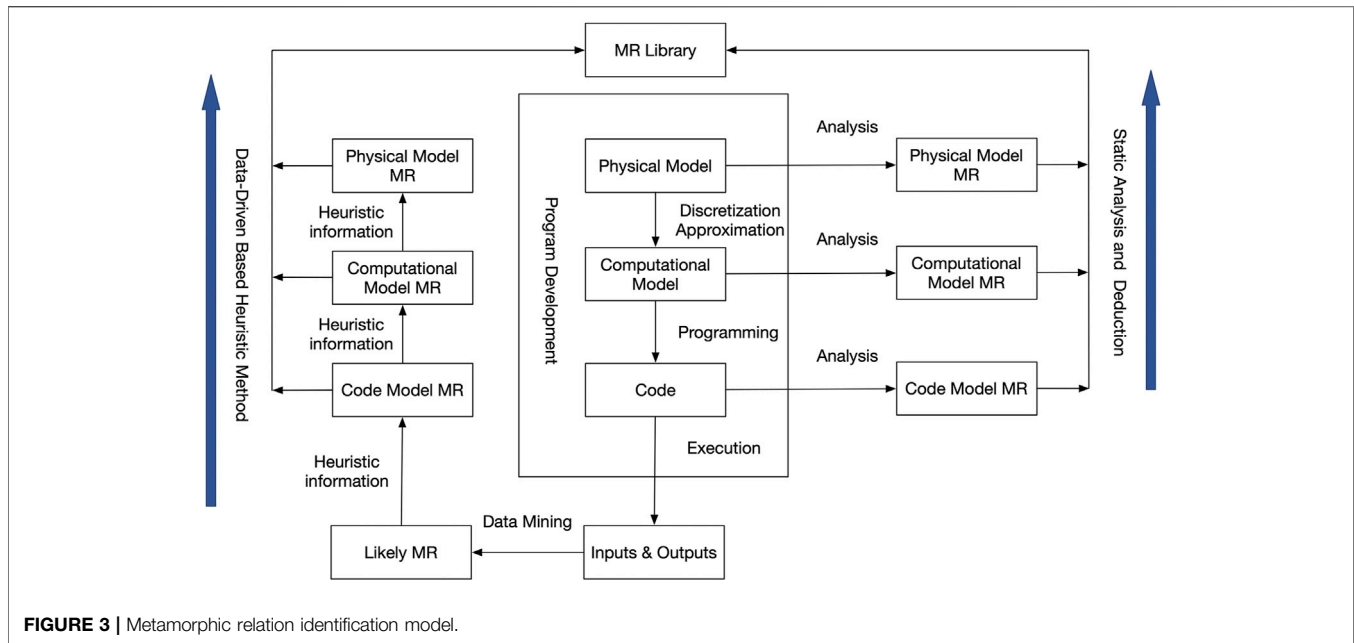 MR Library
Data-Driven Based Heuristic Method
Physical Model
MR
Heuristic
information
Computational
Model MR
Heuristic
information
Code Model MR
Heuristic
information
Likely MR
Data Mining
Inputs & Outputs
Program Development
Physical Model
Discretization
Approximation
Computational
Model
Programming
Code
Execution
Analysis
Physical Model
MR
Analysis
Computational
Model MR
Analysis
Code Model MR
Static Analysis and Deduction
FIGURE 3 | Metamorphic relation identification model.